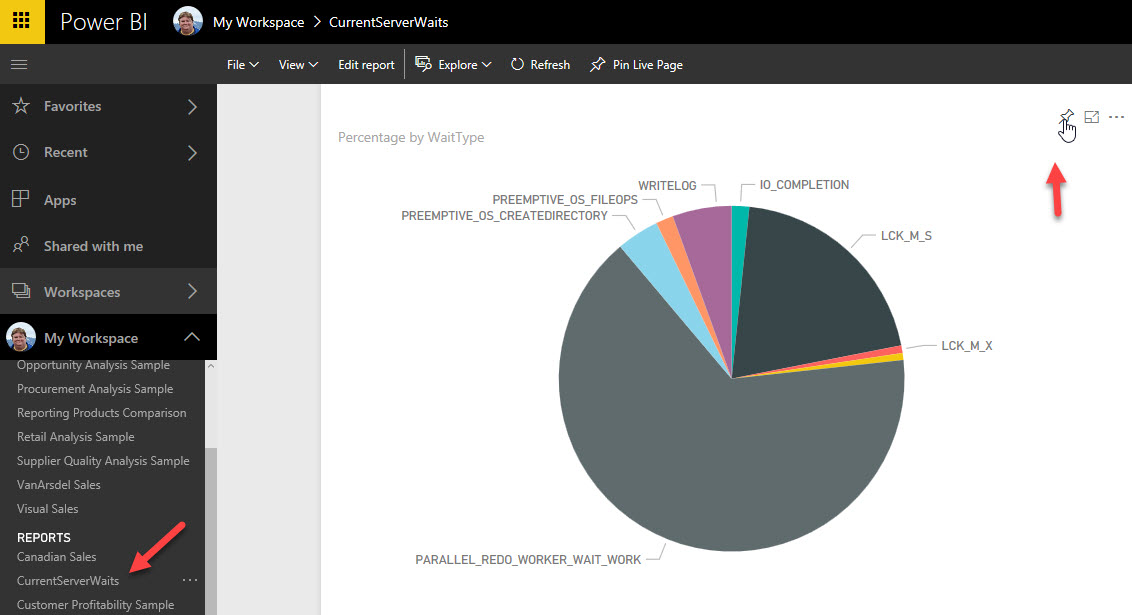 Power BI My Workspace > CurrentServerWaits
File View Edit report Explore Refresh Pin Live Page
Favorites
Recent
Apps
Shared with me
Workspaces
My Workspace
Opportunity Analysis Sample
Procurement Analysis Sample
Reporting Products Comparison
Retail Analysis Sample
Supplier Quality Analysis Sample
VanArsdel Sales
Visual Sales
REPORTS
Canadian Sales
CurrentServerWaits
Customer Profitability Sample
Percentage by WaitType
WRITELOG
IO_COMPLETION
PREEMPTIVE_OS_FILEOPS
PREEMPTIVE_OS_CREATEDIRECTORY
LCK_M_S
LCK_M_X
PARALLEL_REDO_WORKER_WAIT_WORK